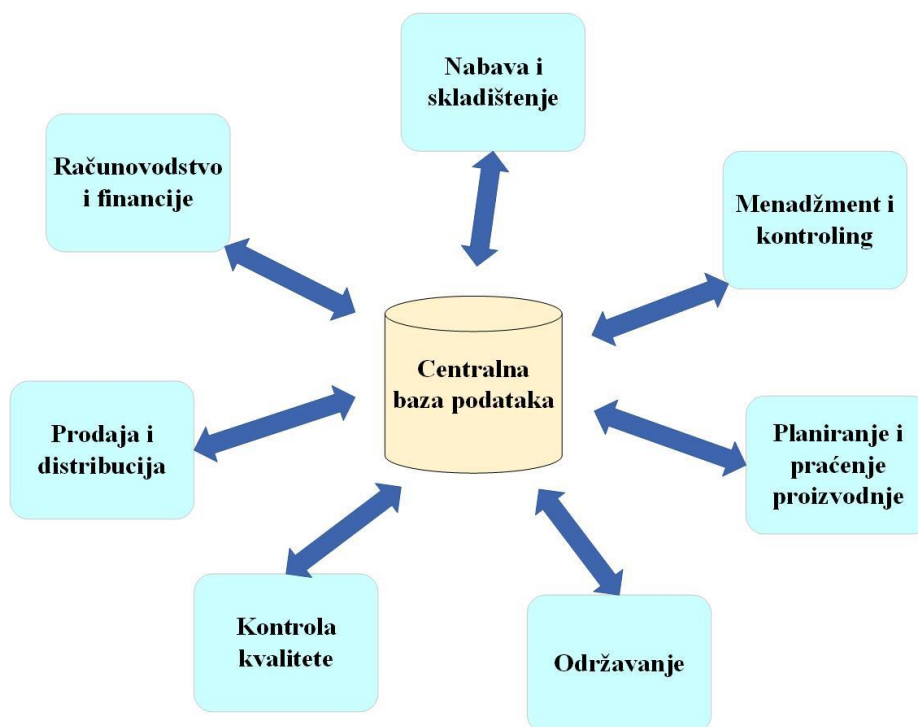 Nabava i
skladištenje
Računovodstvo
i financije
Menadžment i
kontroling
Centralna
baza podataka
Prodaja i
distribucija
Planiranje i
praćenje
proizvodnje
Kontrola
kvalitete
Održavanje